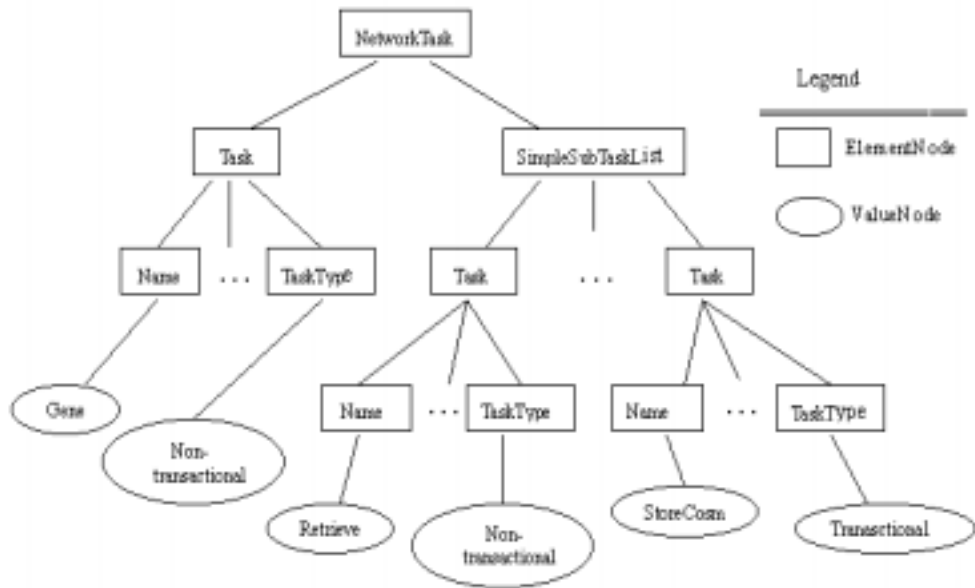 NetworkTask
Legend
Task
SimpleSubTaskList
ElementNode
ValueNode
Name
...
TaskType
Task
...
Task
Gene
Name
...
TaskType
Name
...
TaskType
Non-
transactional
Retrieve
Non-
transactional
StoreCosm
Tranasctional